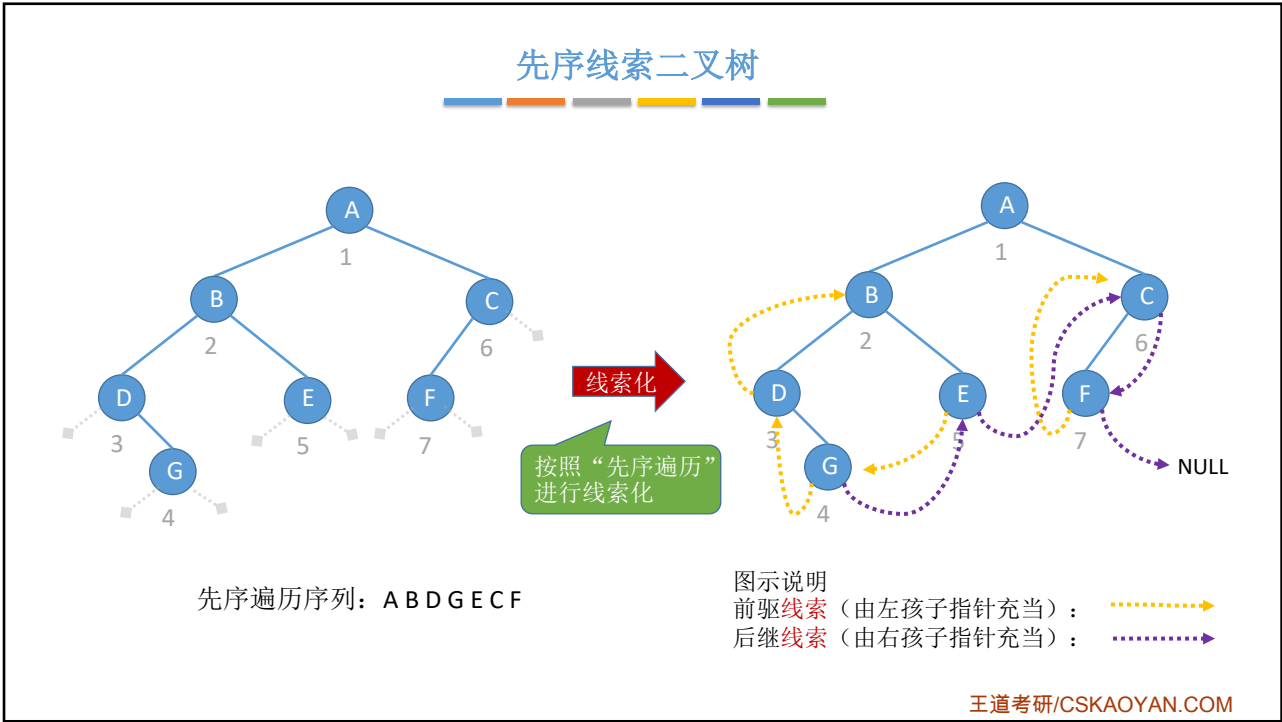 先序线索二叉树
A
1
B
2
C
6
D
3
E
5
F
7
G
4
线索化
按照“先序遍历”
进行线索化
A
1
B
2
C
6
D
3
E
5
F
7
G
4
NULL
先序遍历序列：A B D G E C F
图示说明
前驱线索（由左孩子指针充当）：
后继线索（由右孩子指针充当）：
王道考研/CSKAOYAN.COM